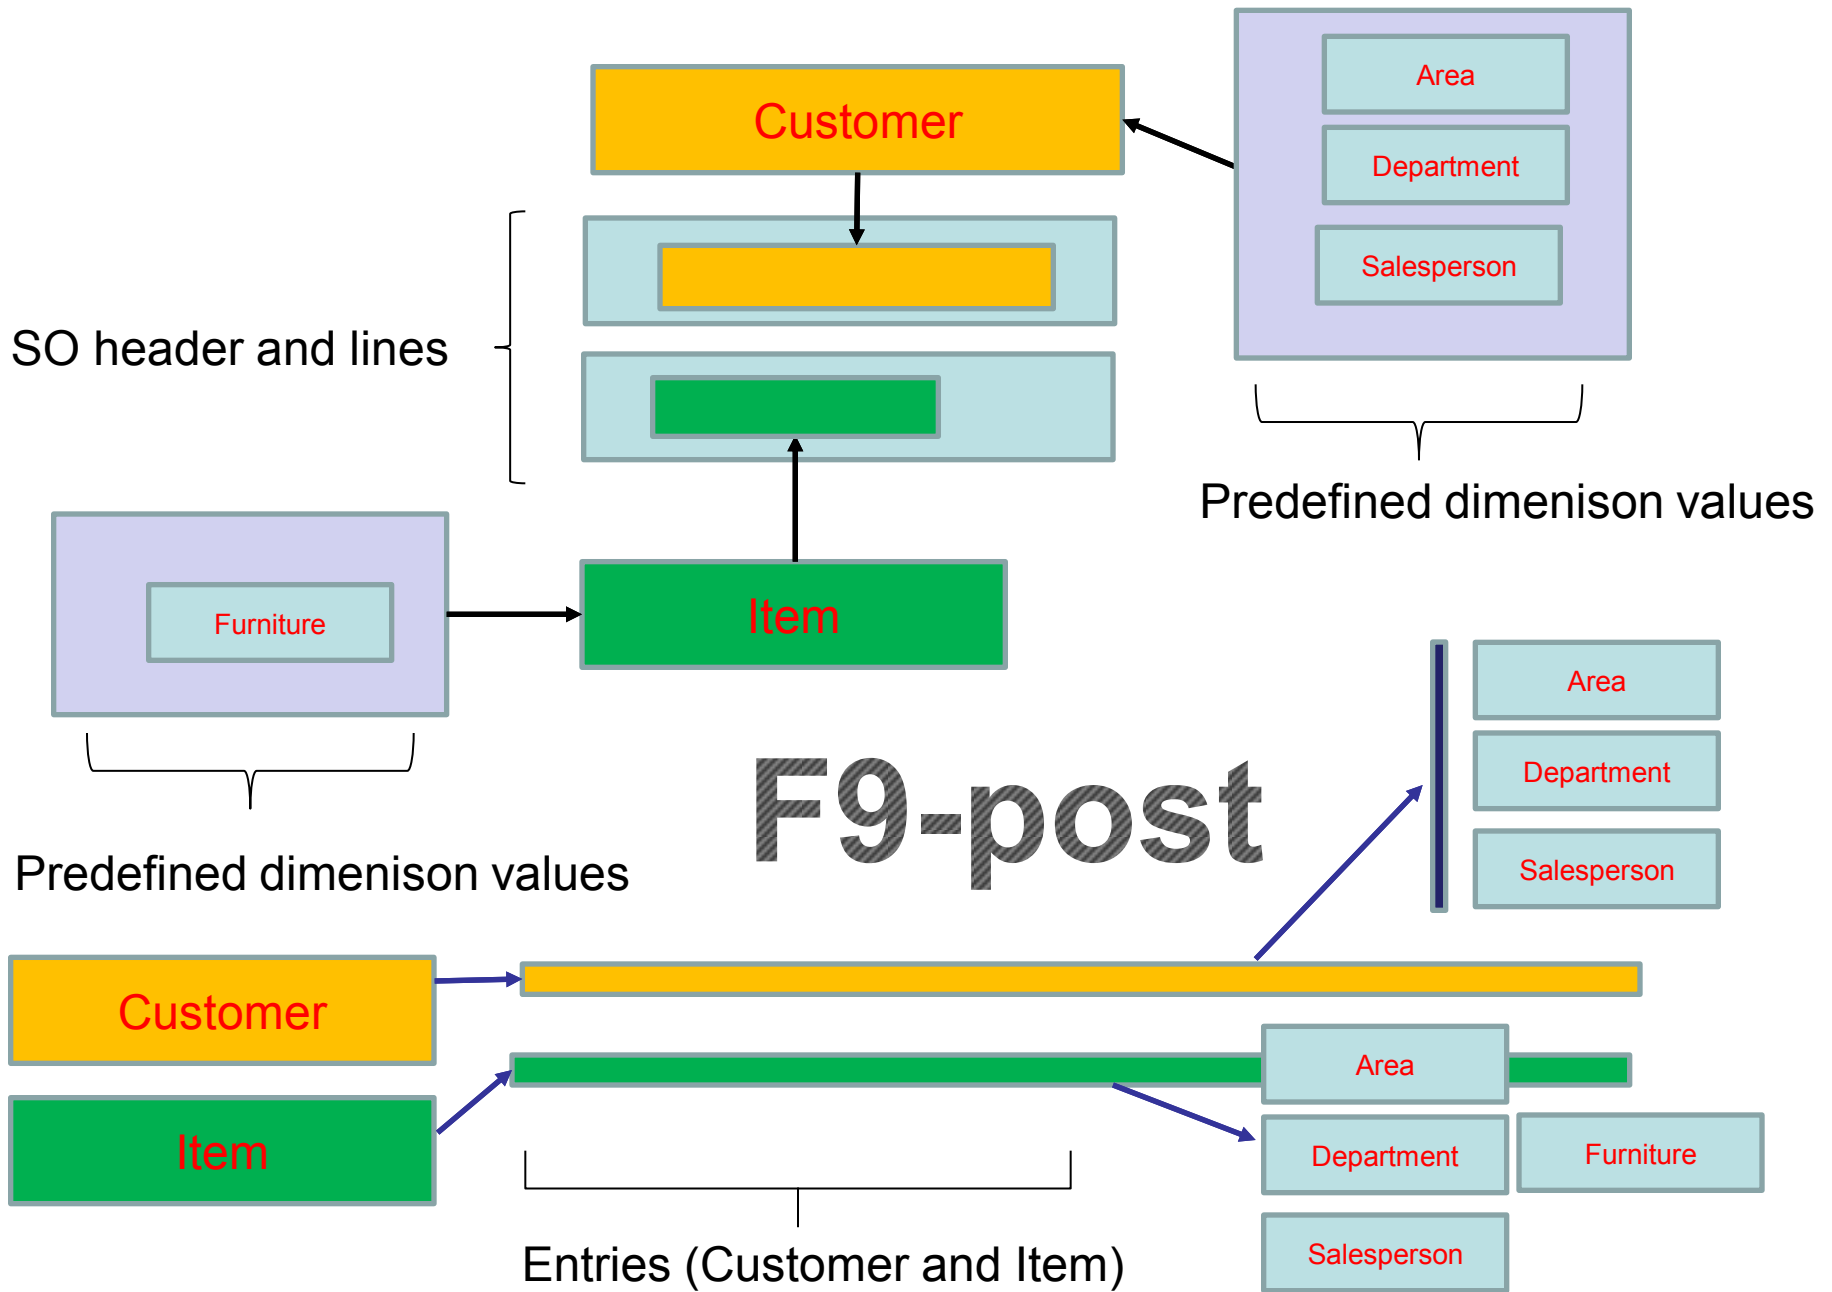 Area
Customer
Department
Salesperson
SO header and lines
Predefined dimenison values
Furniture
Item
Area
Department
F9-post
Salesperson
Predefined dimenison values
Customer
Area
Item
Department
Furniture
Entries (Customer and Item)
Salesperson